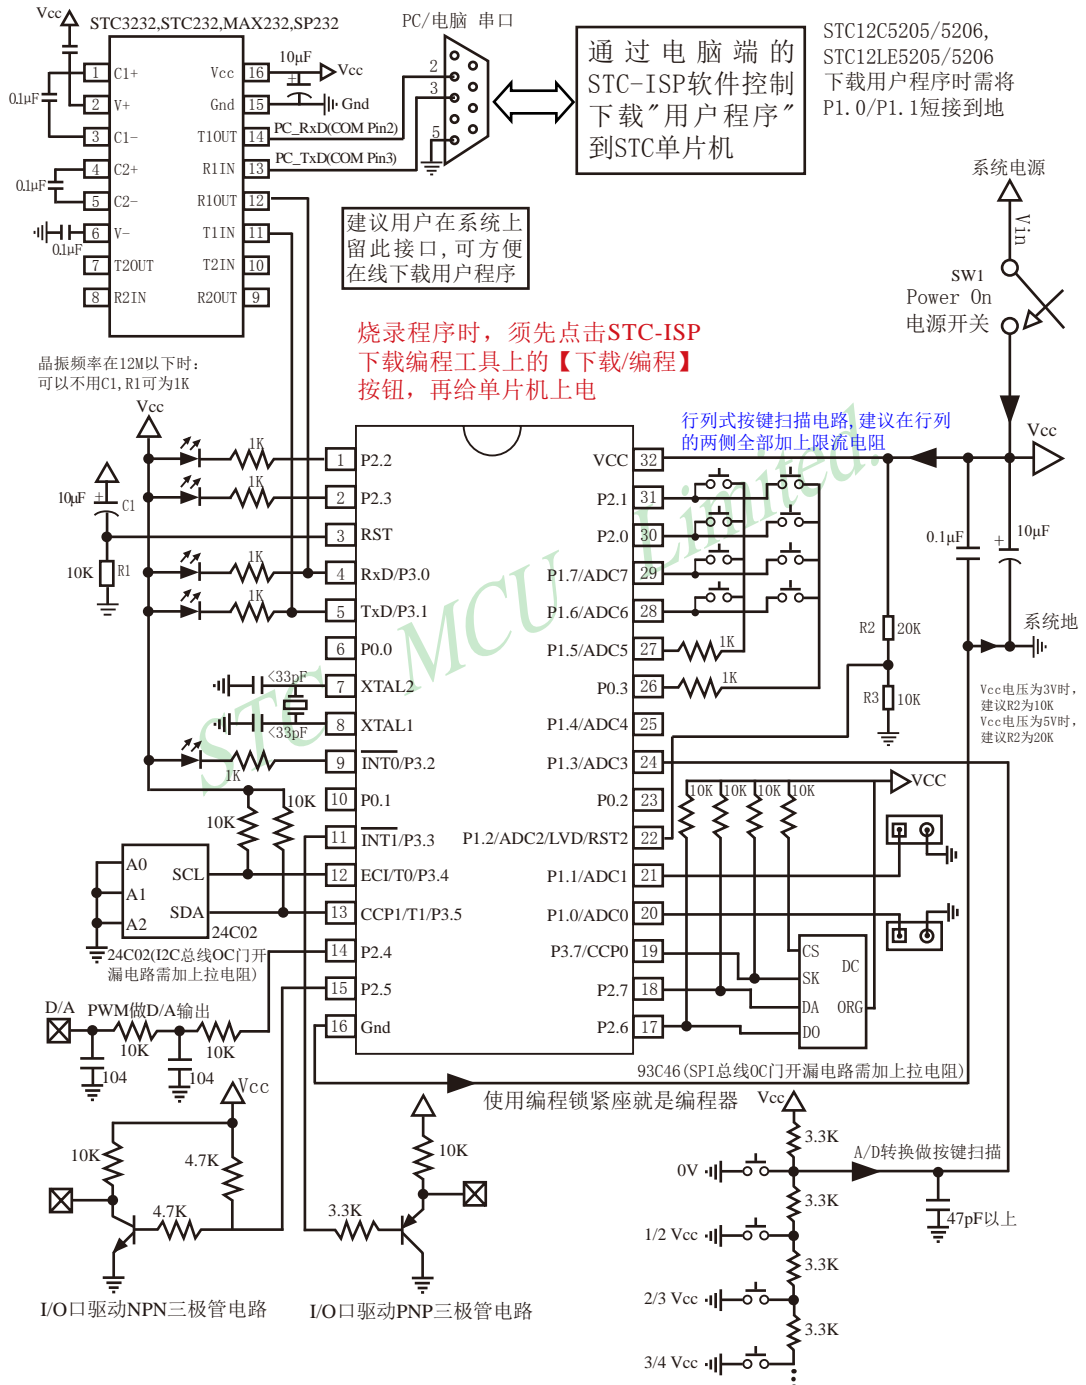 STC3232,STC232,MAX232,SP232
Vcc
0.1μF
1 C1+
2 V+
3 C1-
4 C2+
5 C2-
6 V-
7 T2OUT
8 R2IN
0.1μF
0.1μF
Vcc 16
Gnd 15
T1OUT 14
R1IN 13
R1OUT 12
T1IN 11
T2IN 10
R2OUT 9
10μF
Vcc
Gnd
PC_RxD(COM Pin2)
PC_TxD(COM Pin3)
PC/电脑 串口
2
3
5
通过电脑端的
STC-ISP软件控制
下载"用户程序"
到STC单片机
STC12C5205/5206,
STC12LE5205/5206
下载用户程序时需将
P1.0/P1.1短接到地
建议用户在系统上
留此接口,可方便
在线下载用户程序
系统电源
Vin
SW1
Power On
电源开关
烧录程序时，须先点击STC-ISP
下载编程工具上的【下载/编程】
按钮，再给单片机上电
晶振频率在12M以下时:
可以不用C1,R1可为1K
Vcc
行列式按键扫描电路,建议在行列
的两侧全部加上限流电阻
Vcc
STC MCU Limited.
1K
1K
10μF
C1
10K R1
1K
1K
<33pF
<33pF
1K
10K
10K
1 P2.2
2 P2.3
3 RST
4 RxD/P3.0
5 TxD/P3.1
6 P0.0
7 XTAL2
8 XTAL1
9 INT0/P3.2
10 P0.1
11 INT1/P3.3
12 ECI/T0/P3.4
13 CCP1/T1/P3.5
14 P2.4
15 P2.5
16 Gnd
VCC 32
P2.1 31
P2.0 30
P1.7/ADC7 29
P1.6/ADC6 28
P1.5/ADC5 27
P0.3 26
P1.4/ADC4 25
P1.3/ADC3 24
P0.2 23
P1.2/ADC2/LVD/RST2 22
P1.1/ADC1 21
P1.0/ADC0 20
P3.7/CCP0 19
P2.7 18
P2.6 17
1K
1K
0.1μF
10μF
系统地
R2 20K
R3 10K
Vcc电压为3V时,
建议R2为10K
Vcc电压为5V时,
建议R2为20K
10K 10K 10K 10K
VCC
A0
A1
A2
SCL
SDA
24C02
24C02(I2C总线OC门开
漏电路需加上拉电阻)
D/A
PWM做D/A输出
10K
10K
104
104
CS
SK
DA
DO
DC
ORG
93C46(SPI总线OC门开漏电路需加上拉电阻)
使用编程锁紧座就是编程器
Vcc
10K
4.7K
4.7K
I/O口驱动NPN三极管电路
10K
3.3K
I/O口驱动PNP三极管电路
Vcc
3.3K
A/D转换做按键扫描
0V
3.3K
47pF以上
1/2 Vcc
3.3K
2/3 Vcc
3.3K
3/4 Vcc